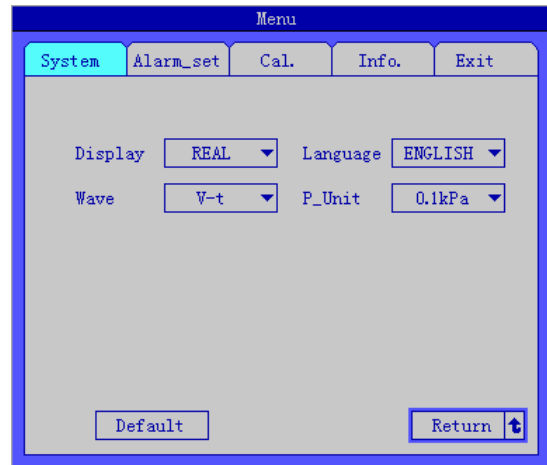 Menu
System Alarm_set Cal. Info. Exit
Display REAL Language ENGLISH
Wave V-t P_Unit 0.1kPa
Default Return